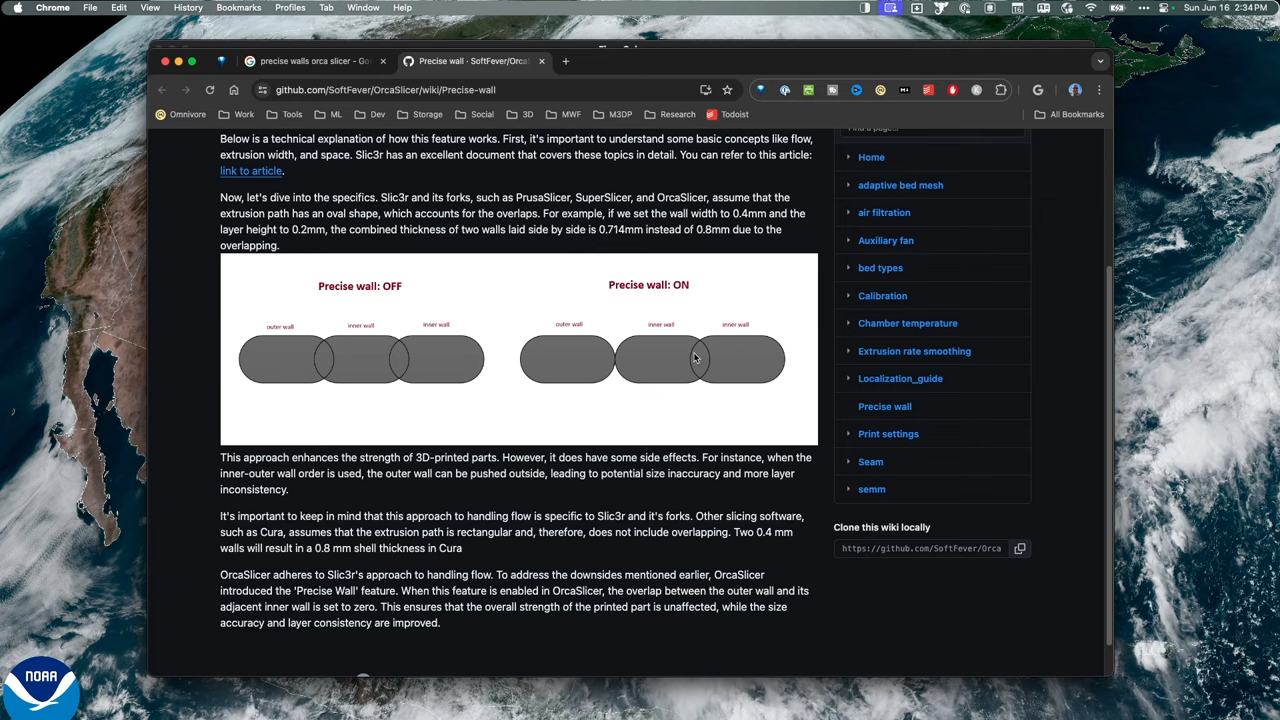 Chrome File Edit View History Bookmarks Profiles Tab Window Help Sun Jun 16 2:34 PM
precise walls orca slicer - Go Precise wall · SoftFever/Orca
github.com/SoftFever/OrcaSlicer/wiki/Precise-wall
Omnivore Work Tools ML Dev Storage Social 3D MWF M3DP Research Todoist All Bookmarks
Below is a technical explanation of how this feature works. First, it's important to understand some basic concepts like flow,
extrusion width, and space. Slic3r has an excellent document that covers these topics in detail. You can refer to this article:
link to article.
Now, let's dive into the specifics. Slic3r and its forks, such as PrusaSlicer, SuperSlicer, and OrcaSlicer, assume that the
extrusion path has an oval shape, which accounts for the overlaps. For example, if we set the wall width to 0.4mm and the
layer height to 0.2mm, the combined thickness of two walls laid side by side is 0.714mm instead of 0.8mm due to the
overlapping.
Precise wall: OFF
outer wall inner wall inner wall
Precise wall: ON
outer wall inner wall inner wall
This approach enhances the strength of 3D-printed parts. However, it does have some side effects. For instance, when the
inner-outer wall order is used, the outer wall can be pushed outside, leading to potential size inaccuracy and more layer
inconsistency.
It's important to keep in mind that this approach to handling flow is specific to Slic3r and it's forks. Other slicing software,
such as Cura, assumes that the extrusion path is rectangular and, therefore, does not include overlapping. Two 0.4 mm
walls will result in a 0.8 mm shell thickness in Cura
OrcaSlicer adheres to Slic3r's approach to handling flow. To address the downsides mentioned earlier, OrcaSlicer
introduced the 'Precise Wall' feature. When this feature is enabled in OrcaSlicer, the overlap between the outer wall and its
adjacent inner wall is set to zero. This ensures that the overall strength of the printed part is unaffected, while the size
accuracy and layer consistency are improved.
Home
adaptive bed mesh
air filtration
Auxiliary fan
bed types
Calibration
Chamber temperature
Extrusion rate smoothing
Localization_guide
Precise wall
Print settings
Seam
semm
Clone this wiki locally
https://github.com/SoftFever/Orca
NOAA